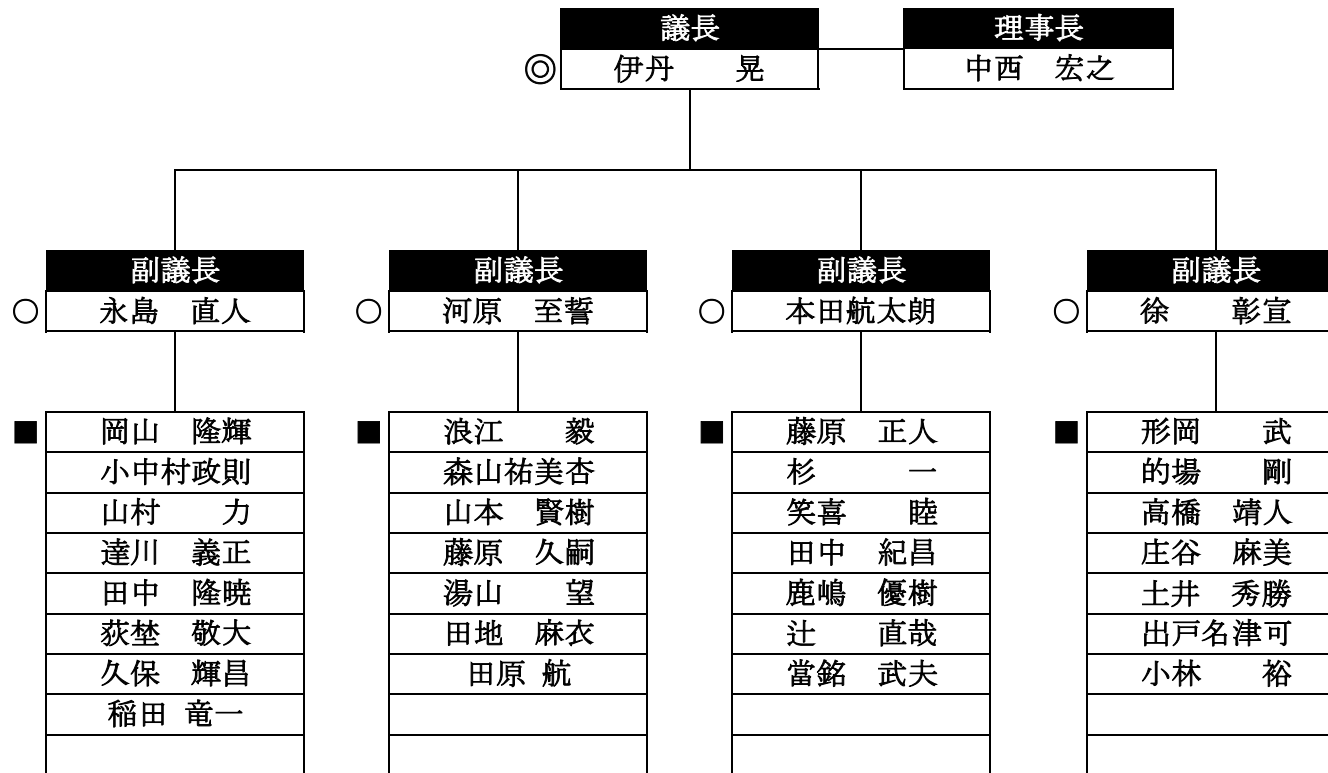 議長 理事長
◎ 伊丹　　晃 中西　宏之
副議長 副議長 副議長 副議長
○ 永島　直人 ○ 河原　至誓 ○ 本田航太朗 ○ 徐　　彰宣
■ 岡山　隆輝 ■ 浪江　　毅 ■ 藤原　正人 ■ 形岡　　武
小中村政則 森山祐美杏 杉　　　一 的場　　剛
山村　　力 山本　賢樹 笑喜　　睦 高橋　靖人
達川　義正 藤原　久嗣 田中　紀昌 庄谷　麻美
田中　隆暁 湯山　　望 鹿嶋　優樹 土井　秀勝
荻埜　敬大 田地　麻衣 辻　　直哉 出戸名津可
久保　輝昌 田原 航 當銘　武夫 小林　　裕
稲田 竜一